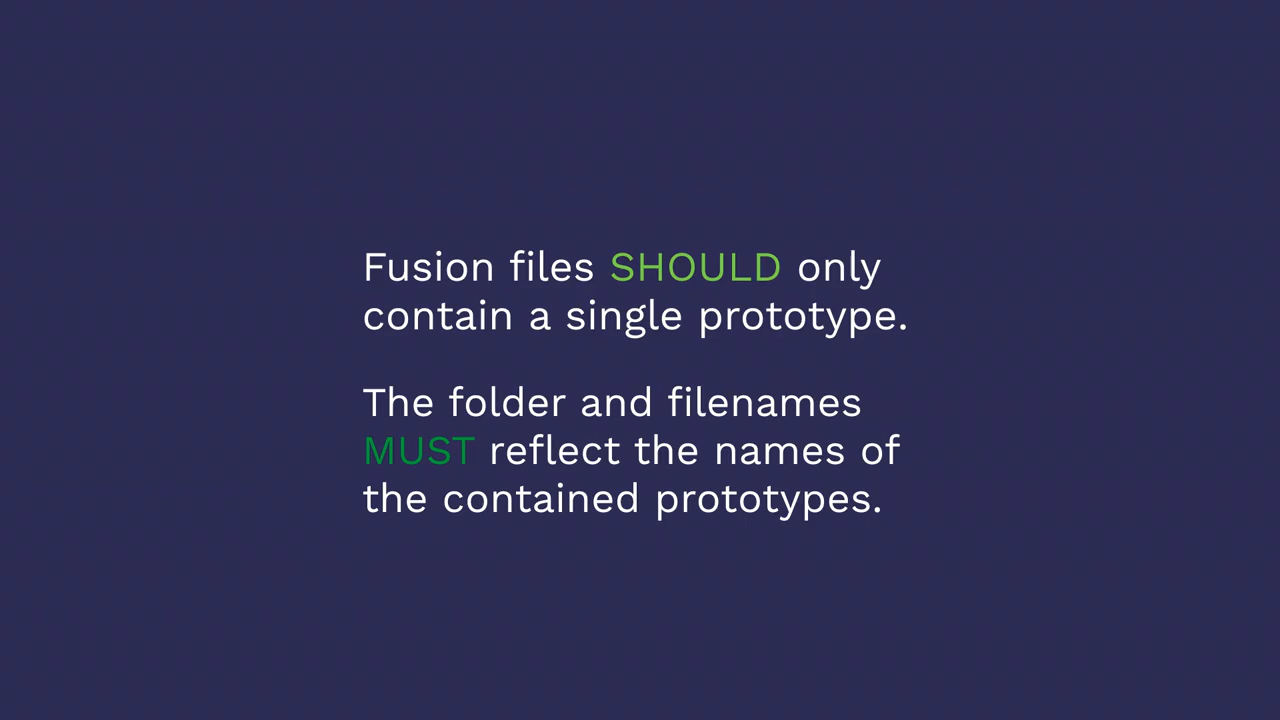 Fusion files SHOULD only
contain a single prototype.
The folder and filenames
MUST reflect the names of
the contained prototypes.